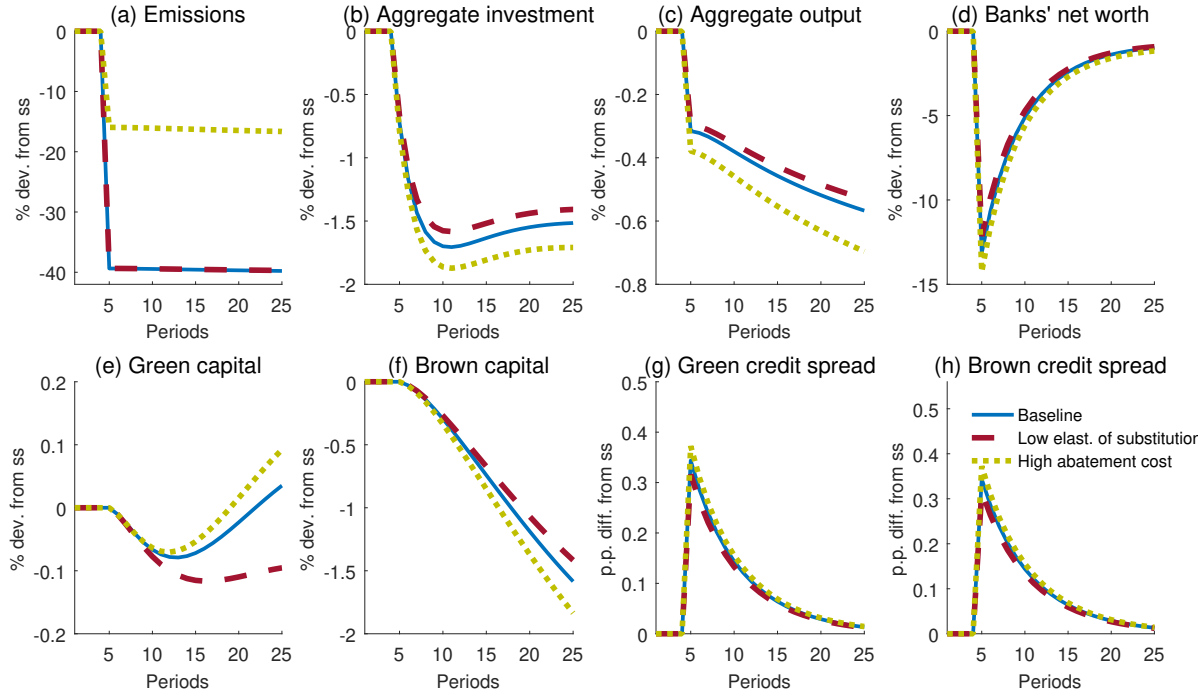 (a) Emissions
(b) Aggregate investment
(c) Aggregate output
(d) Banks' net worth
0
-10
-20
-30
-40
% dev. from ss
5 10 15 20 25
Periods
0
-0.5
-1
-1.5
-2
% dev. from ss
5 10 15 20 25
Periods
0
-0.2
-0.4
-0.6
-0.8
% dev. from ss
5 10 15 20 25
Periods
0
-5
-10
-15
% dev. from ss
5 10 15 20 25
Periods
(e) Green capital
(f) Brown capital
(g) Green credit spread
(h) Brown credit spread
0.2
0.1
0
-0.1
-0.2
% dev. from ss
5 10 15 20 25
Periods
0
-0.5
-1
-1.5
-2
% dev. from ss
5 10 15 20 25
Periods
0.5
0.4
0.3
0.2
0.1
0
p.p. diff. from ss
5 10 15 20 25
Periods
0.5
0.4
0.3
0.2
0.1
0
p.p. diff. from ss
5 10 15 20 25
Periods
Baseline
Low elast. of substitution
High abatement cost